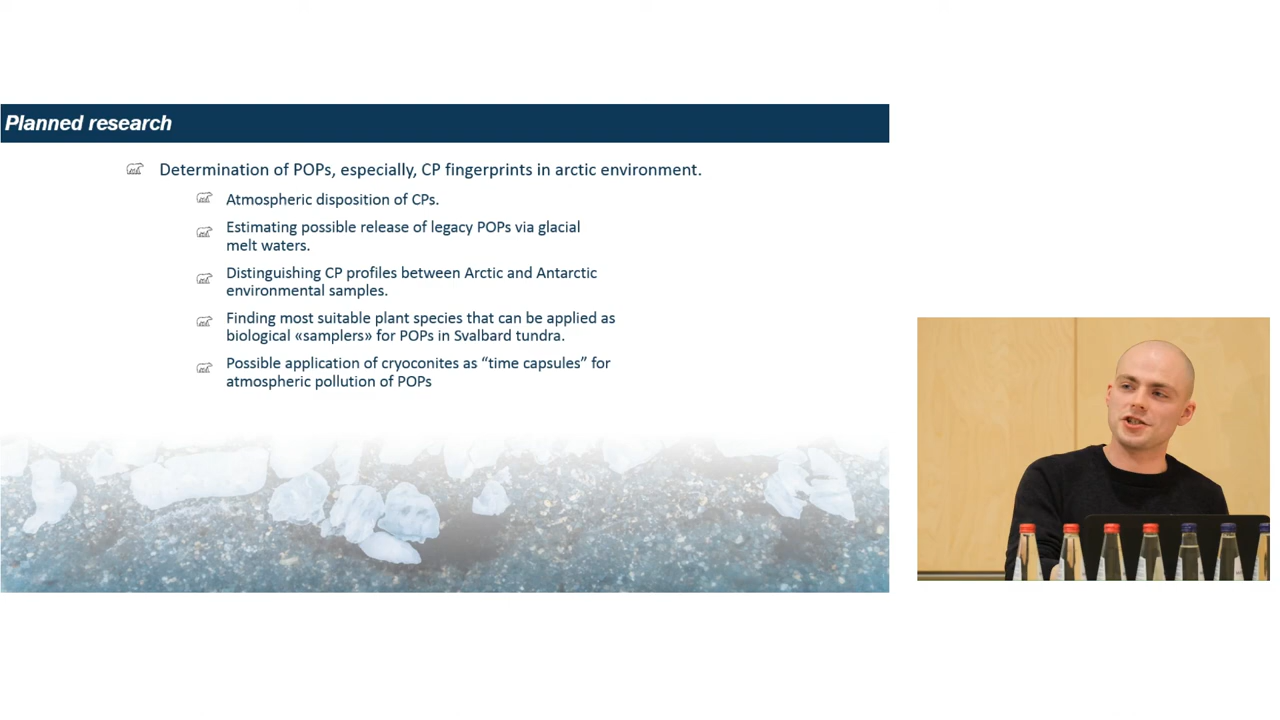 Planned research
Determination of POPs, especially, CP fingerprints in arctic environment.
Atmospheric disposition of CPs.
Estimating possible release of legacy POPs via glacial
melt waters.
Distinguishing CP profiles between Arctic and Antarctic
environmental samples.
Finding most suitable plant species that can be applied as
biological «samplers» for POPs in Svalbard tundra.
Possible application of cryoconites as “time capsules” for
atmospheric pollution of POPs